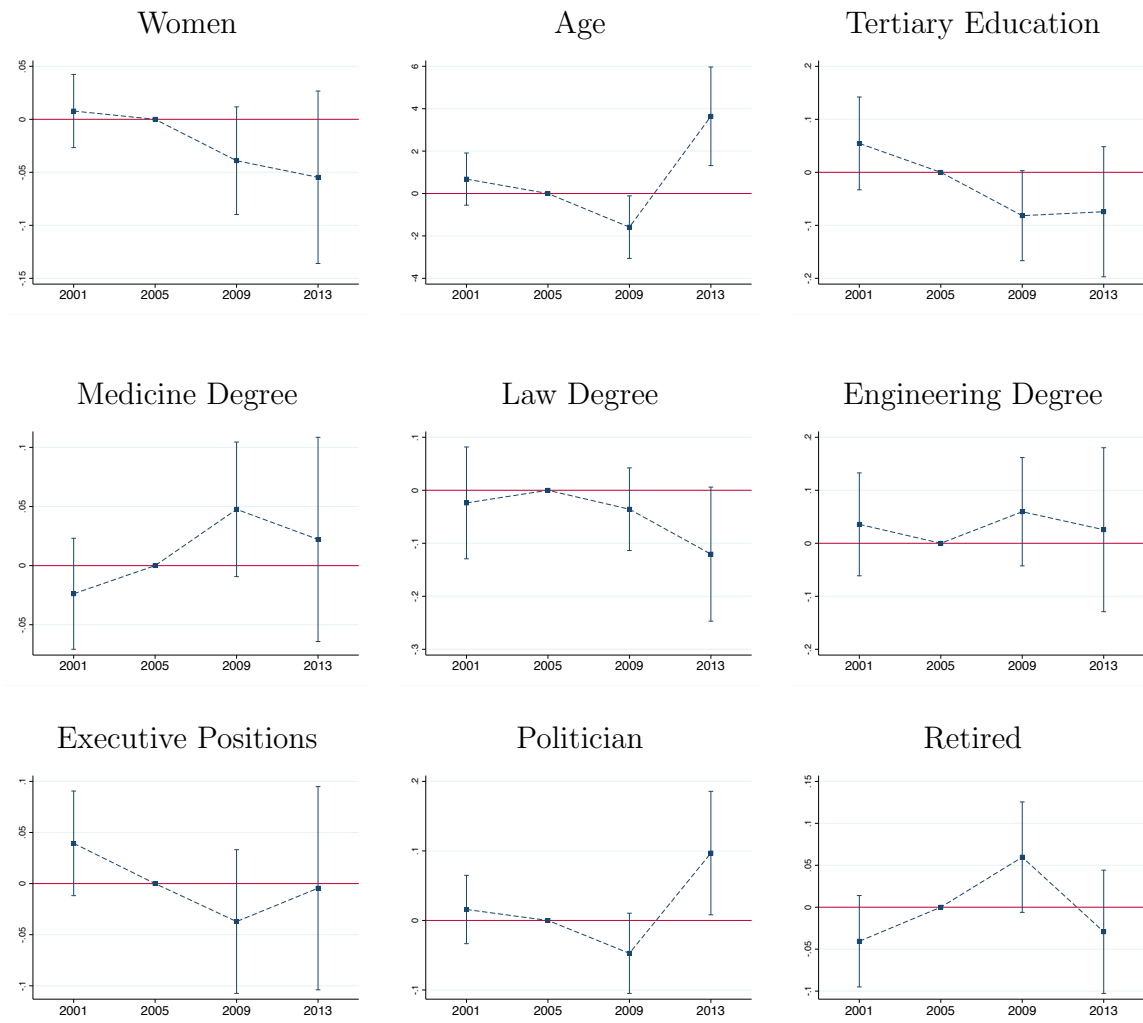 Women
.05
0
-.05
-.1
-.15
2001 2005 2009 2013
Age
6
4
2
0
-2
-4
2001 2005 2009 2013
Tertiary Education
.2
.1
0
-.1
-.2
2001 2005 2009 2013
Medicine Degree
.1
.05
0
-.05
2001 2005 2009 2013
Law Degree
.1
0
-.1
-.2
-.3
2001 2005 2009 2013
Engineering Degree
.2
.1
0
-.1
-.2
2001 2005 2009 2013
Executive Positions
.1
.05
0
-.05
-.1
2001 2005 2009 2013
Politician
.2
.1
0
-.1
2001 2005 2009 2013
Retired
.15
.1
.05
0
-.05
-.1
2001 2005 2009 2013